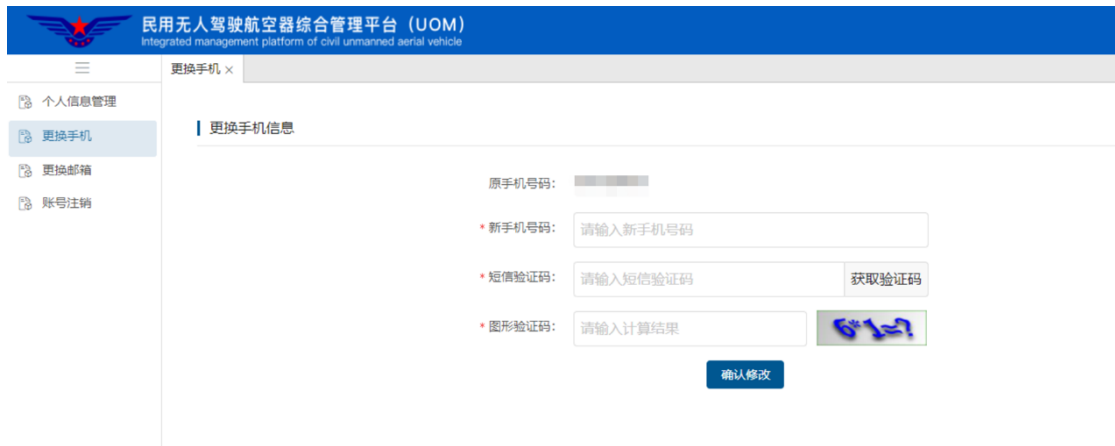 民用无人驾驶航空器综合管理平台（UOM）
Integrated management platform of civil unmanned aerial vehicle
更换手机 ×
个人信息管理
更换手机
更换邮箱
账号注销
更换手机信息
原手机号码：
* 新手机号码： 请输入新手机号码
* 短信验证码： 请输入短信验证码 获取验证码
* 图形验证码： 请输入计算结果 6*1=?
确认修改